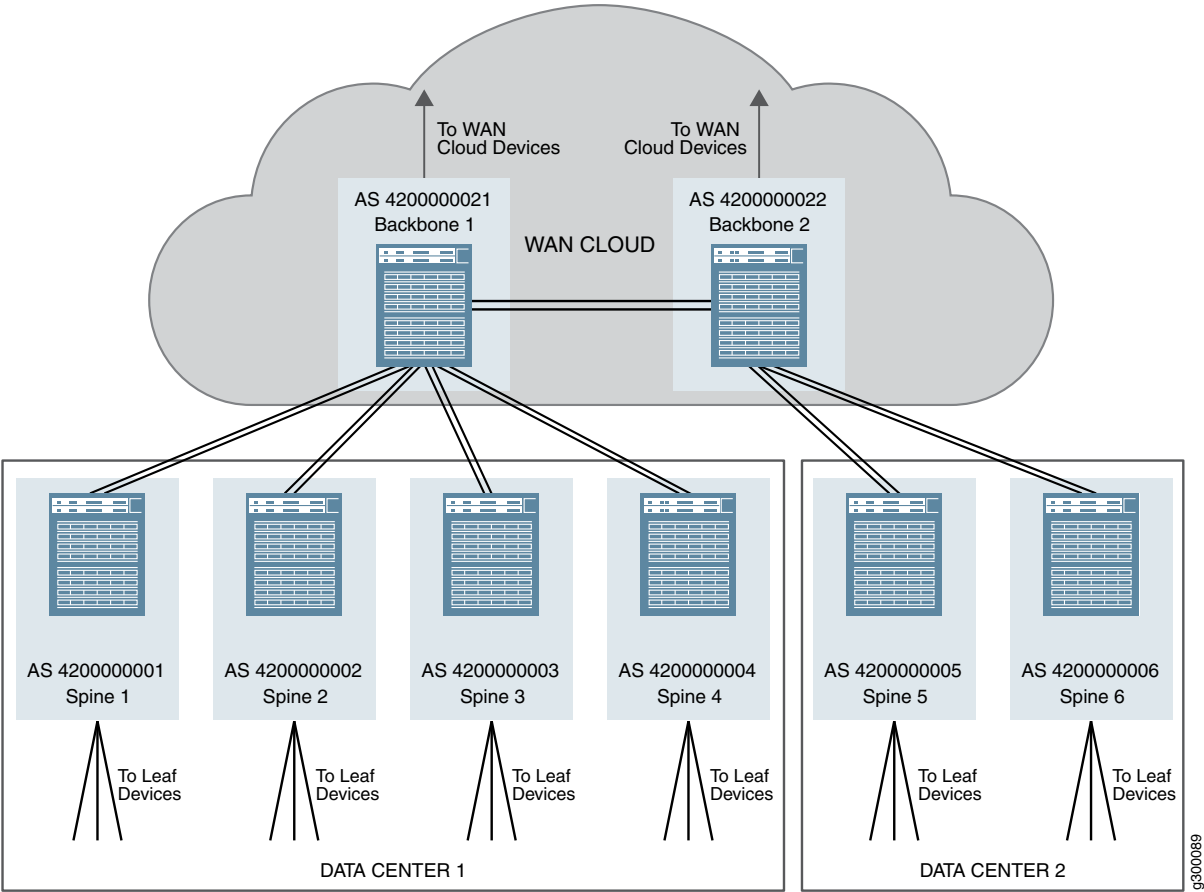 To WAN
Cloud Devices
To WAN
Cloud Devices
AS 4200000021
Backbone 1
AS 4200000022
Backbone 2
WAN CLOUD
AS 4200000001
Spine 1
AS 4200000002
Spine 2
AS 4200000003
Spine 3
AS 4200000004
Spine 4
AS 4200000005
Spine 5
AS 4200000006
Spine 6
To Leaf
Devices
To Leaf
Devices
To Leaf
Devices
To Leaf
Devices
To Leaf
Devices
To Leaf
Devices
DATA CENTER 1
DATA CENTER 2
g300089